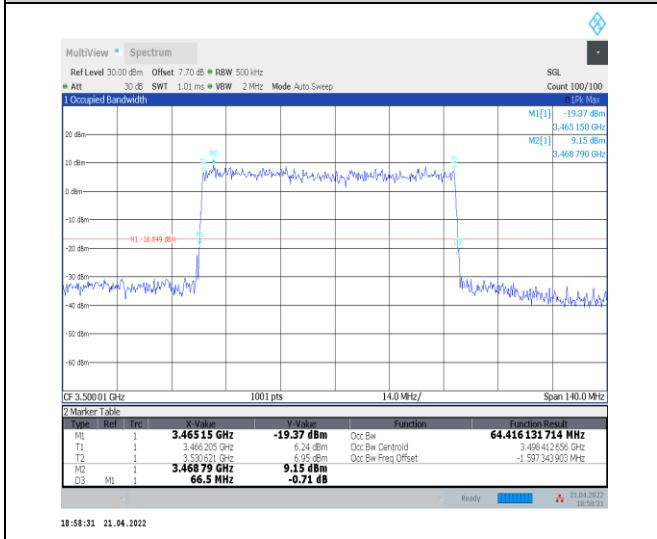 MultiView Spectrum
Ref Level 30.00 dBm Offset 7.70 dB RBW 500 kHz SGL
Att 30 dB SWT 1.01 ms VBW 2 MHz Mode Auto Sweep Count 100/100
1 Occupied Bandwidth 1Pk Max
M1[1] -19.37 dBm
3.465 150 GHz
M2[1] 9.15 dBm
3.468 790 GHz
20 dBm
M2
T1 T2
10 dBm
0 dBm
-10 dBm
H1 -16.849 dBm M1
D3
-20 dBm
-30 dBm
-40 dBm
-50 dBm
-60 dBm
CF 3.500 01 GHz 1001 pts 14.0 MHz/ Span 140.0 MHz
2 Marker Table
Type Ref Trc X-Value Y-Value Function Function Result
M1 1 3.465 15 GHz -19.37 dBm Occ Bw 64.416 131 714 MHz
T1 1 3.466 205 GHz 6.24 dBm Occ Bw Centroid 3.498 412 656 GHz
T2 1 3.530 621 GHz 6.95 dBm Occ Bw Freq Offset -1.597 343 903 MHz
M2 1 3.468 79 GHz 9.15 dBm
D3 M1 1 66.5 MHz -0.71 dB
Ready 21.04.2022
18:58:31
18:58:31 21.04.2022